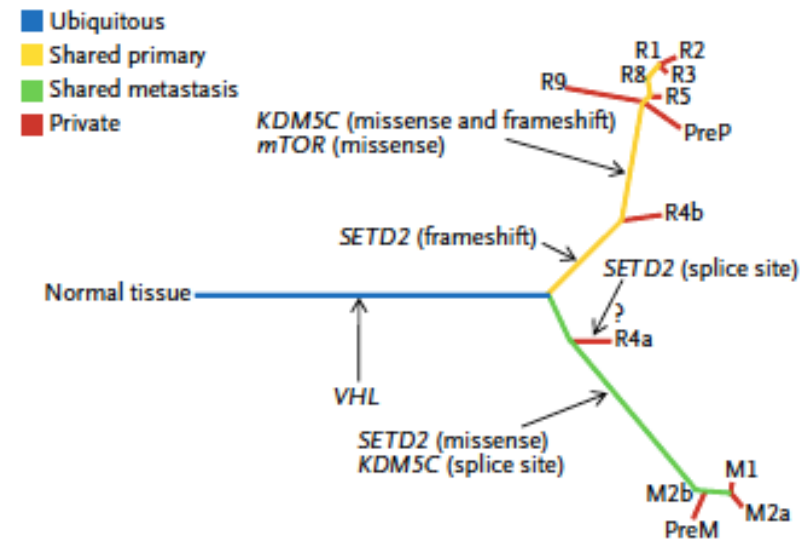 Ubiquitous
Shared primary
Shared metastasis
Private
R1
R2
R8
R3
R9
R5
PreP
KDM5C (missense and frameshift)
mTOR (missense)
R4b
SETD2 (frameshift)
SETD2 (splice site)
Normal tissue
?
R4a
VHL
SETD2 (missense)
KDM5C (splice site)
M1
M2b
M2a
PreM